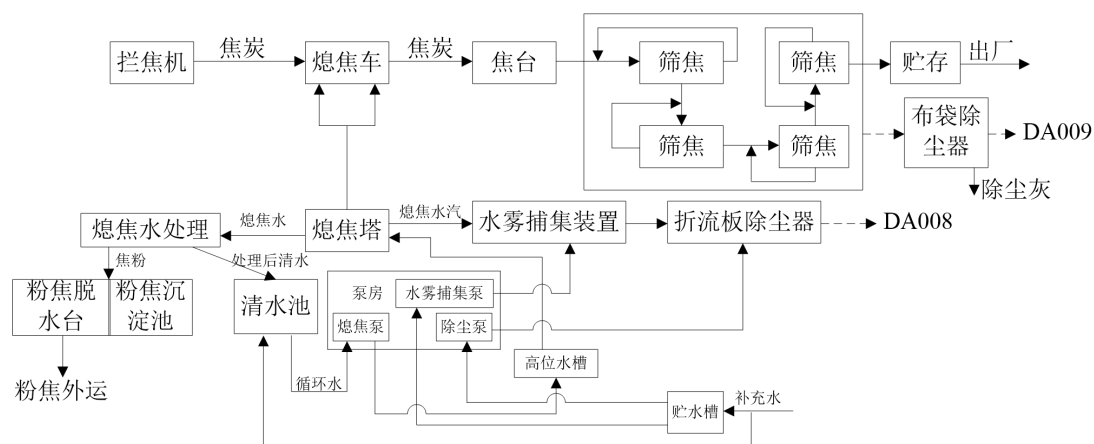 拦焦机
焦炭
熄焦车
焦炭
焦台
筛焦
筛焦
贮存
出厂
筛焦
筛焦
布袋除
尘器
DA009
除尘灰
熄焦水处理
熄焦水
熄焦塔
熄焦水汽
水雾捕集装置
折流板除尘器
DA008
焦粉
处理后清水
粉焦脱
水台
粉焦沉
淀池
清水池
泵房
水雾捕集泵
熄焦泵
除尘泵
高位水槽
粉焦外运
循环水
贮水槽
补充水